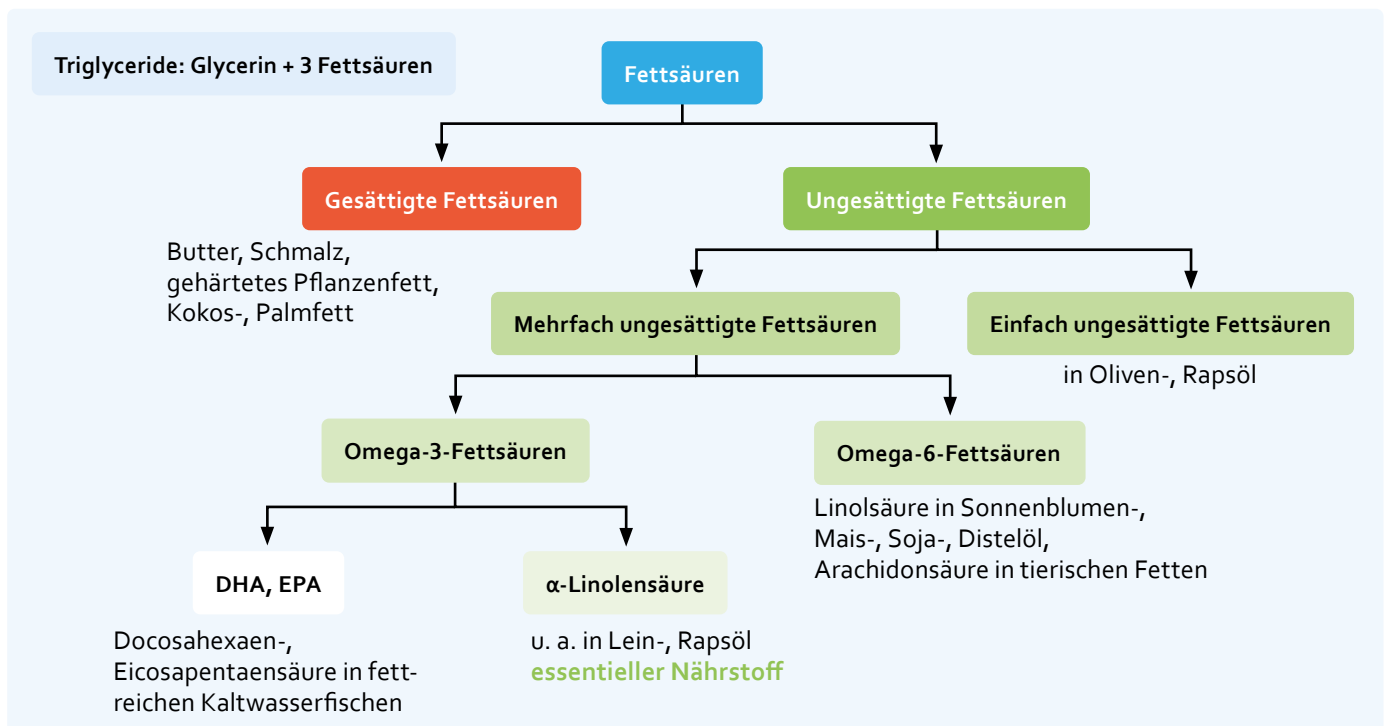 Triglyceride: Glycerin + 3 Fettsäuren
Fettsäuren
Gesättigte Fettsäuren
Ungesättigte Fettsäuren
Butter, Schmalz,
gehärtetes Pflanzenfett,
Kokos-, Palmfett
Mehrfach ungesättigte Fettsäuren
Einfach ungesättigte Fettsäuren
in Oliven-, Rapsöl
Omega-3-Fettsäuren
Omega-6-Fettsäuren
Linolsäure in Sonnenblumen-,
Mais-, Soja-, Distelöl,
Arachidonsäure in tierischen Fetten
DHA, EPA
α-Linolensäure
Docosahexaen-,
Eicosapentaensäure in fett-
reichen Kaltwasserfischen
u. a. in Lein-, Rapsöl
essentieller Nährstoff